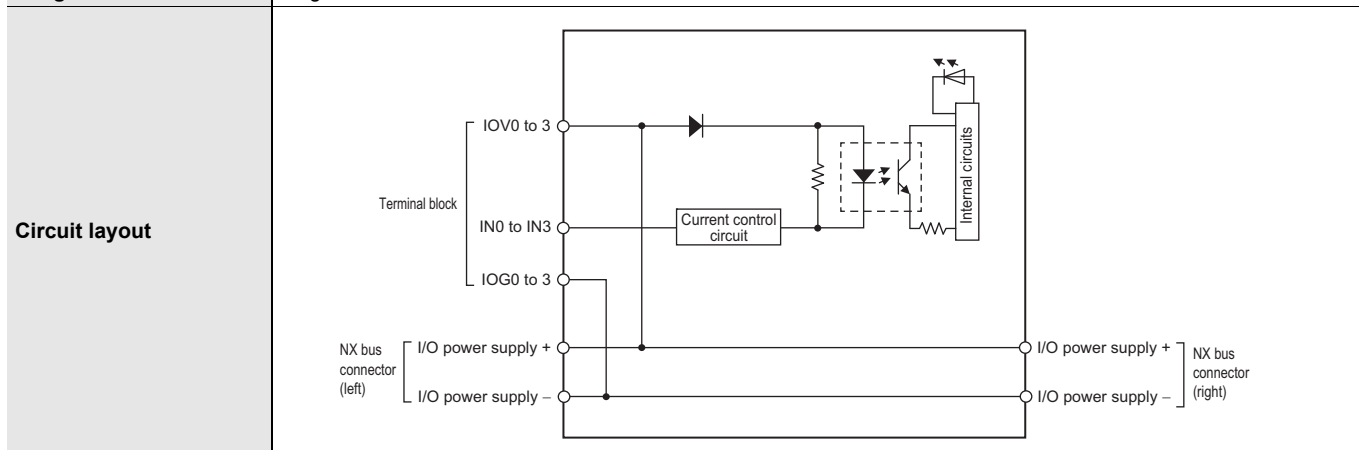 Circuit layout
IOV0 to 3
Terminal block
IN0 to IN3
Current control
circuit
Internal circuits
IOG0 to 3
NX bus
connector
(left)
I/O power supply +
I/O power supply –
I/O power supply +
I/O power supply –
NX bus
connector
(right)